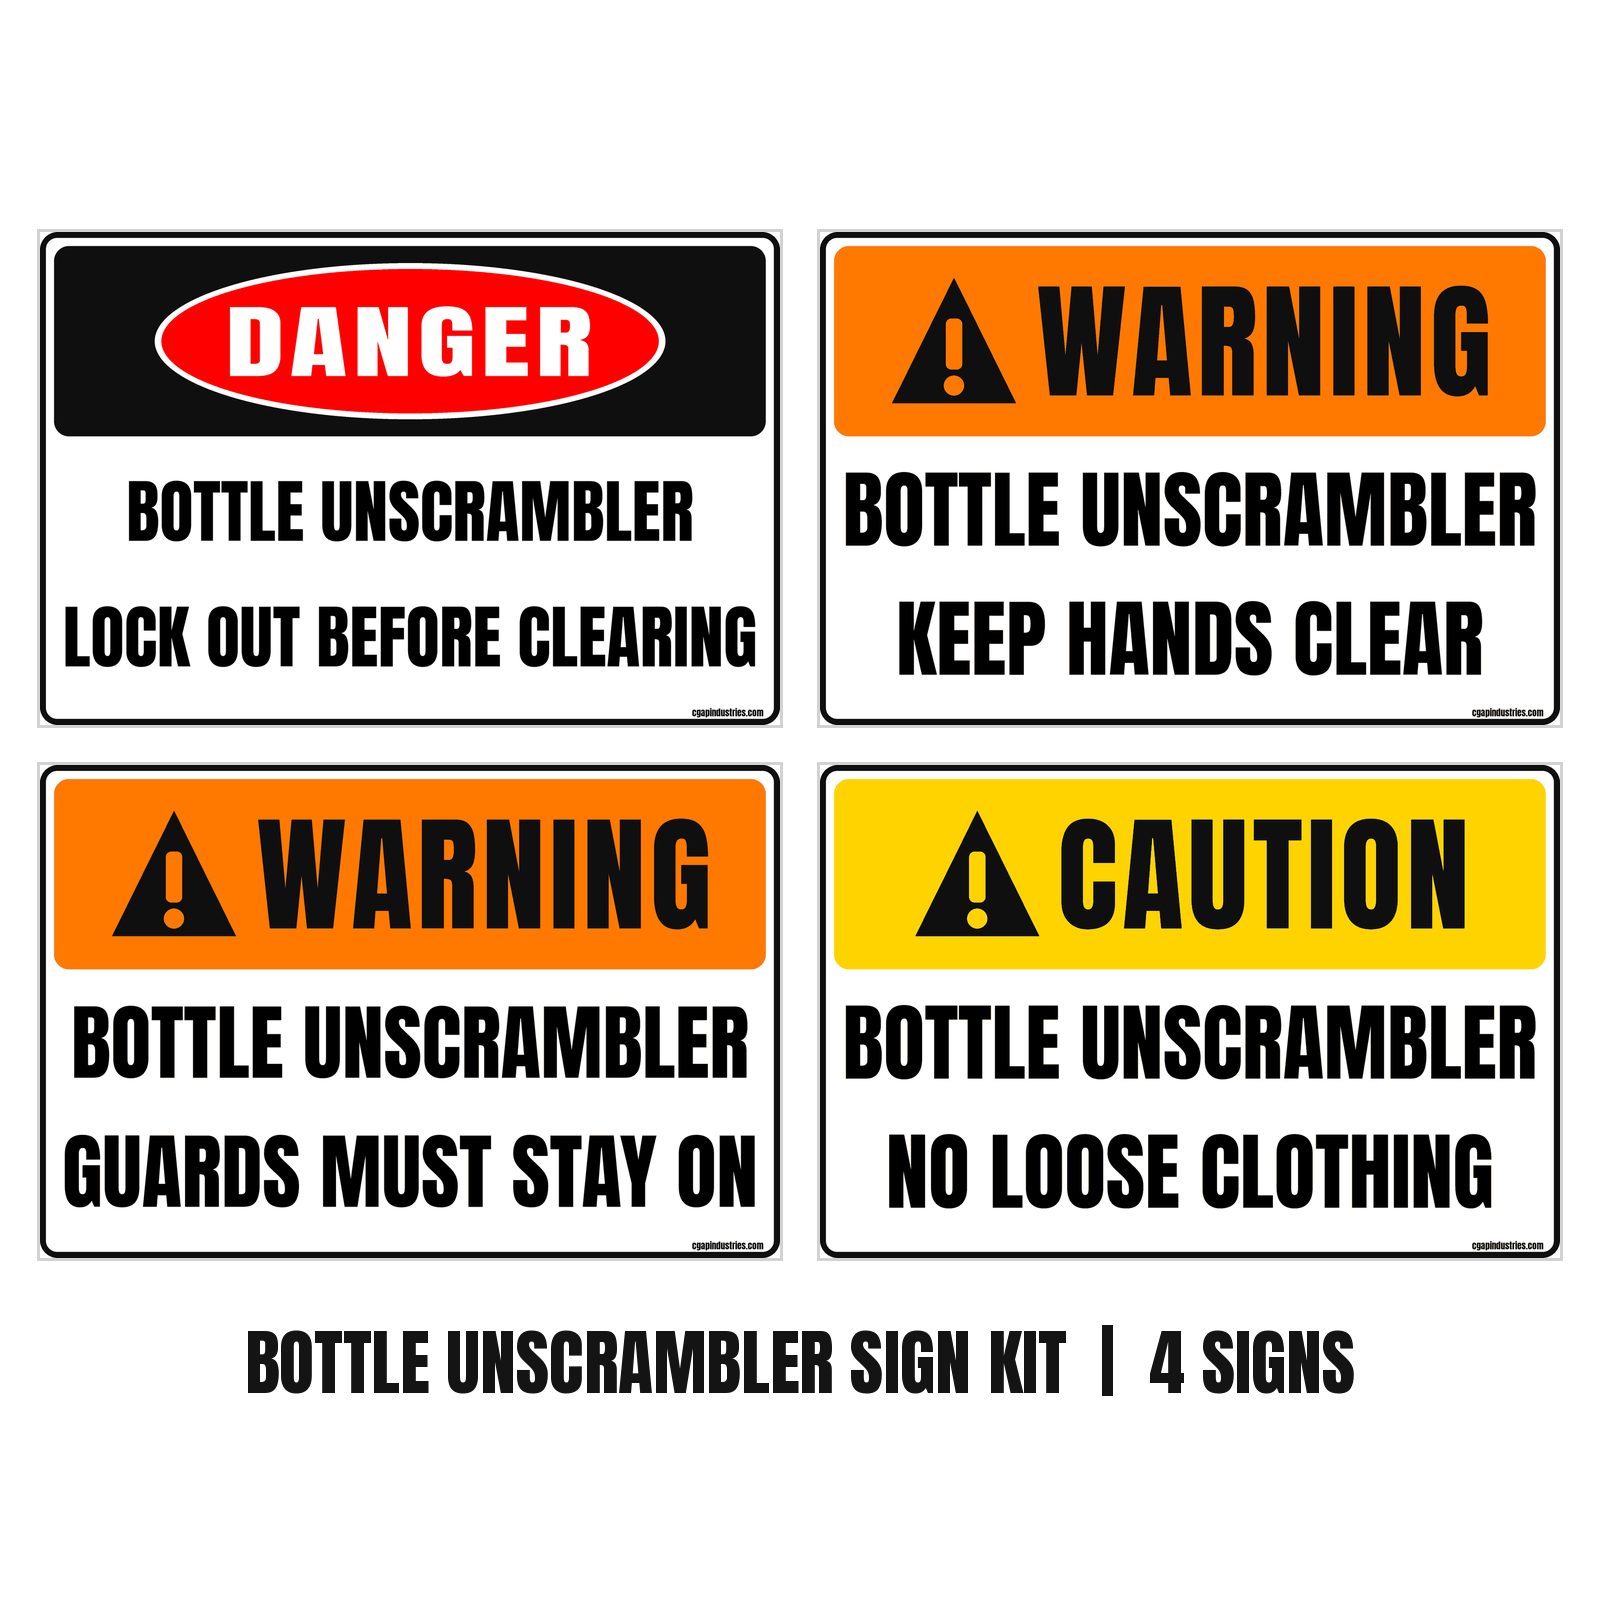 DANGER
BOTTLE UNSCRAMBLER
LOCK OUT BEFORE CLEARING
cgapindustries.com
WARNING
BOTTLE UNSCRAMBLER
KEEP HANDS CLEAR
cgapindustries.com
WARNING
BOTTLE UNSCRAMBLER
GUARDS MUST STAY ON
cgapindustries.com
CAUTION
BOTTLE UNSCRAMBLER
NO LOOSE CLOTHING
cgapindustries.com
BOTTLE UNSCRAMBLER SIGN KIT | 4 SIGNS